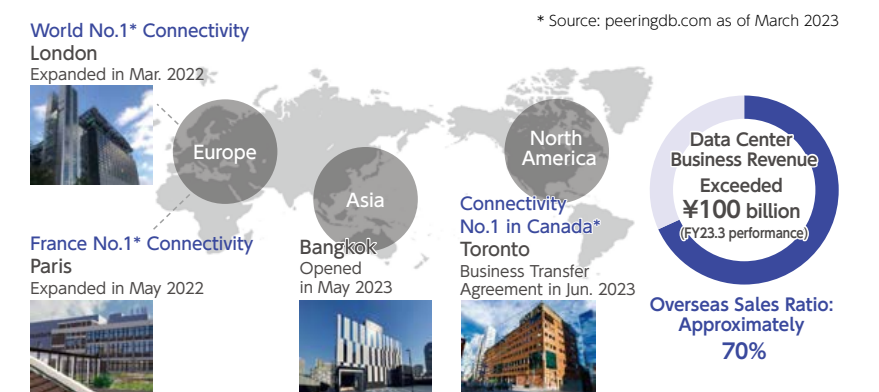 * Source: peeringdb.com as of March 2023
World No.1* Connectivity
London
Expanded in Mar. 2022
Europe
France No.1* Connectivity
Paris
Expanded in May 2022
Asia
Bangkok
Opened
in May 2023
North
America
Connectivity
No.1 in Canada*
Toronto
Business Transfer
Agreement in Jun. 2023
Data Center
Business Revenue
Exceeded
¥100 billion
(FY23.3 performance)
Overseas Sales Ratio:
Approximately
70%